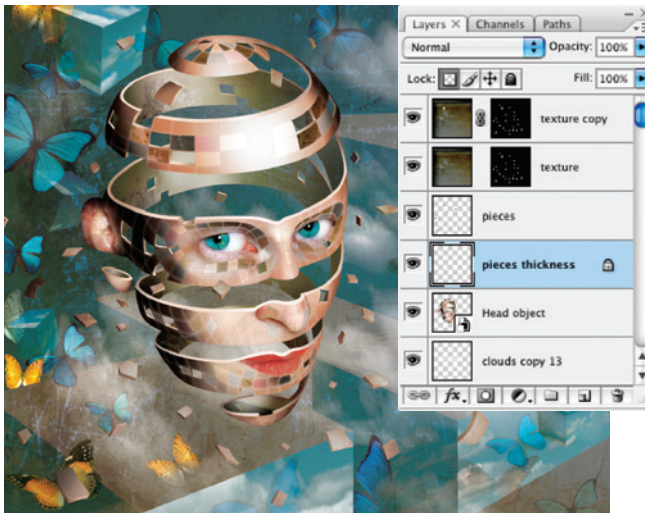 Layers × Channels Paths
Normal Opacity: 100%
Lock: Fill: 100%
texture copy
texture
pieces
pieces thickness
Head object
clouds copy 13
fx.